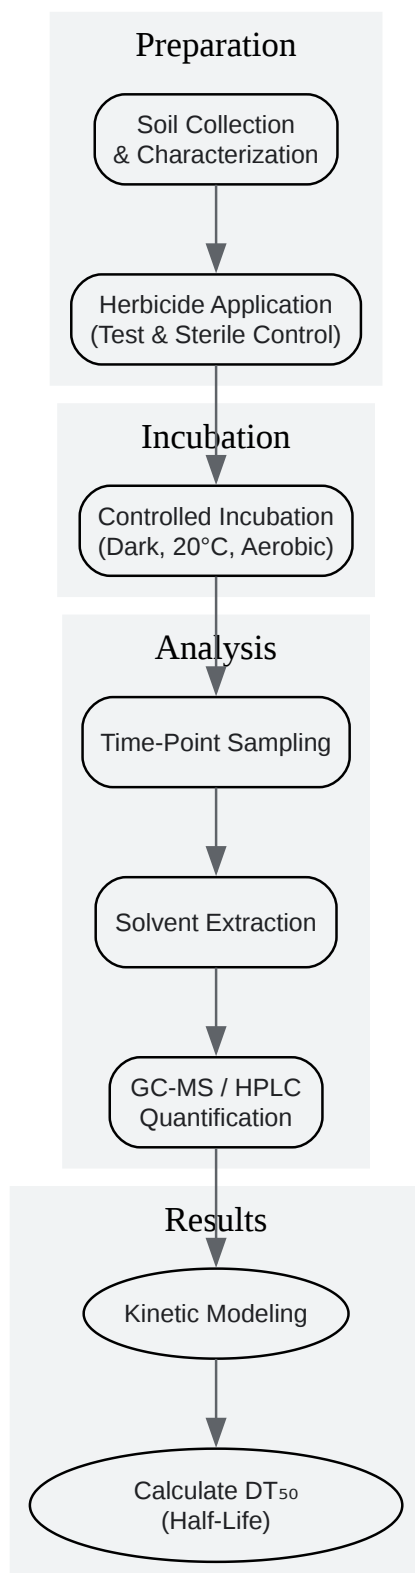 Preparation
Soil Collection
& Characterization
Herbicide Application
(Test & Sterile Control)
Incubation
Controlled Incubation
(Dark, 20°C, Aerobic)
Analysis
Time-Point Sampling
Solvent Extraction
GC-MS / HPLC
Quantification
Results
Kinetic Modeling
Calculate DT₅₀
(Half-Life)